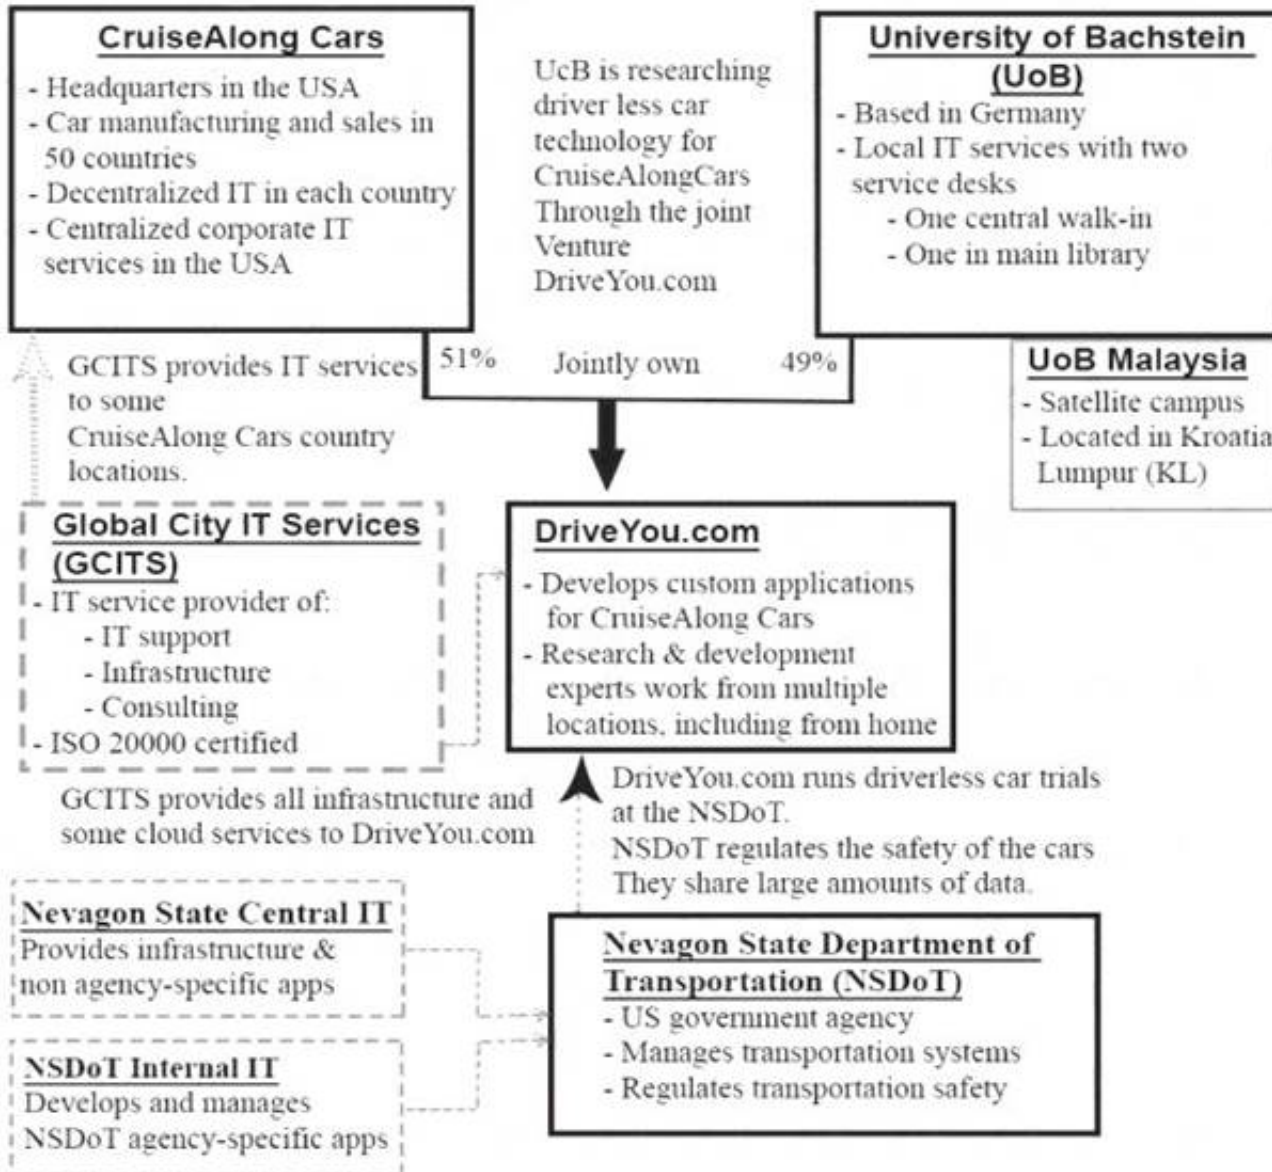 CruiseAlong Cars
- Headquarters in the USA
- Car manufacturing and sales in
50 countries
- Decentralized IT in each country
- Centralized corporate IT
services in the USA
UcB is researching
driver less car
technology for
CruiseAlongCars
Through the joint
Venture
DriveYou.com
University of Bachstein
(UoB)
- Based in Germany
- Local IT services with two
service desks
- One central walk-in
- One in main library
51%
Jointly own
49%
UoB Malaysia
- Satellite campus
- Located in Kroatia
Lumpur (KL)
GCITS provides IT services
to some
CruiseAlong Cars country
locations.
Global City IT Services
(GCITS)
- IT service provider of:
- IT support
- Infrastructure
- Consulting
- ISO 20000 certified
DriveYou.com
- Develops custom applications
for CruiseAlong Cars
- Research & development
experts work from multiple
locations, including from home
GCITS provides all infrastructure and
some cloud services to DriveYou.com
DriveYou.com runs driverless car trials
at the NSDoT.
NSDoT regulates the safety of the cars
They share large amounts of data.
Nevagon State Central IT
Provides infrastructure &
non agency-specific apps
NSDoT Internal IT
Develops and manages
NSDoT agency-specific apps
Nevagon State Department of
Transportation (NSDoT)
- US government agency
- Manages transportation systems
- Regulates transportation safety